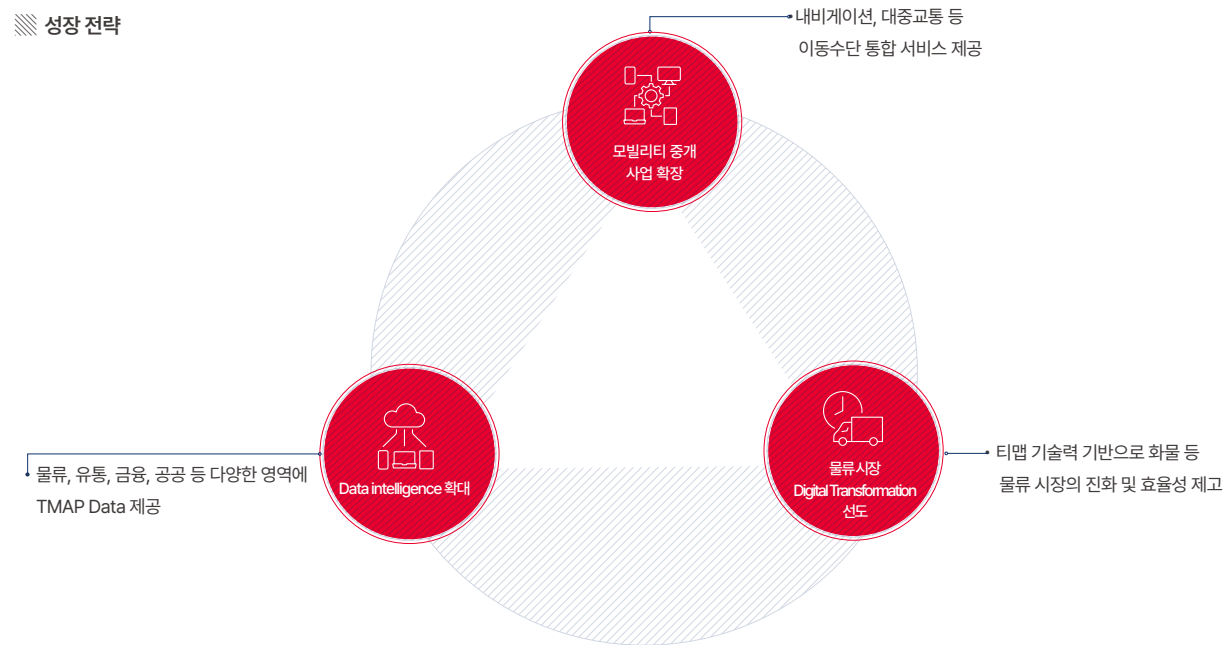 성장 전략
내비게이션, 대중교통 등
이동수단 통합 서비스 제공
모빌리티 중개
사업 확장
물류, 유통, 금융, 공공 등 다양한 영역에
TMAP Data 제공
Data intelligence 확대
물류 시장
Digital Transformation
선도
티맵 기술력 기반으로 화물 등
물류 시장의 진화 및 효율성 제고